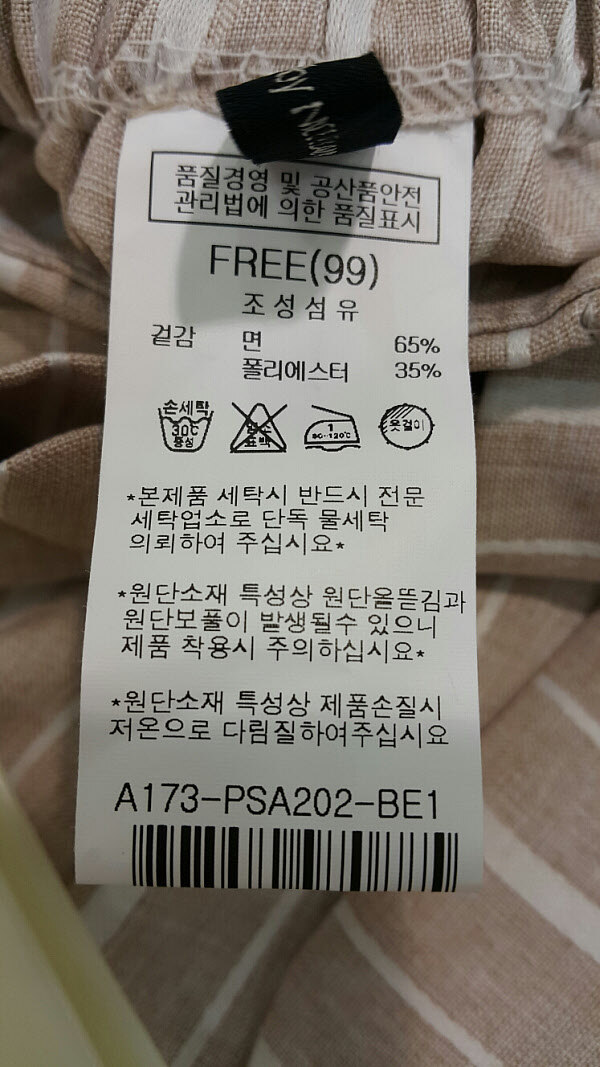 품질경영 및 공산품안전
관리법에 의한 품질표시
FREE(99)
조성섬유
겉감 면 65%
폴리에스터 35%
손세탁
30℃
중성
표백
1
80~120℃
옷걸이
*본제품 세탁시 반드시 전문
세탁업소로 단독 물세탁
의뢰하여 주십시요*
*원단소재 특성상 원단올뜯김과
원단보풀이 발생될수 있으니
제품 착용시 주의하십시요*
*원단소재 특성상 제품손질시
저온으로 다림질하여주십시요
A173-PSA202-BE1